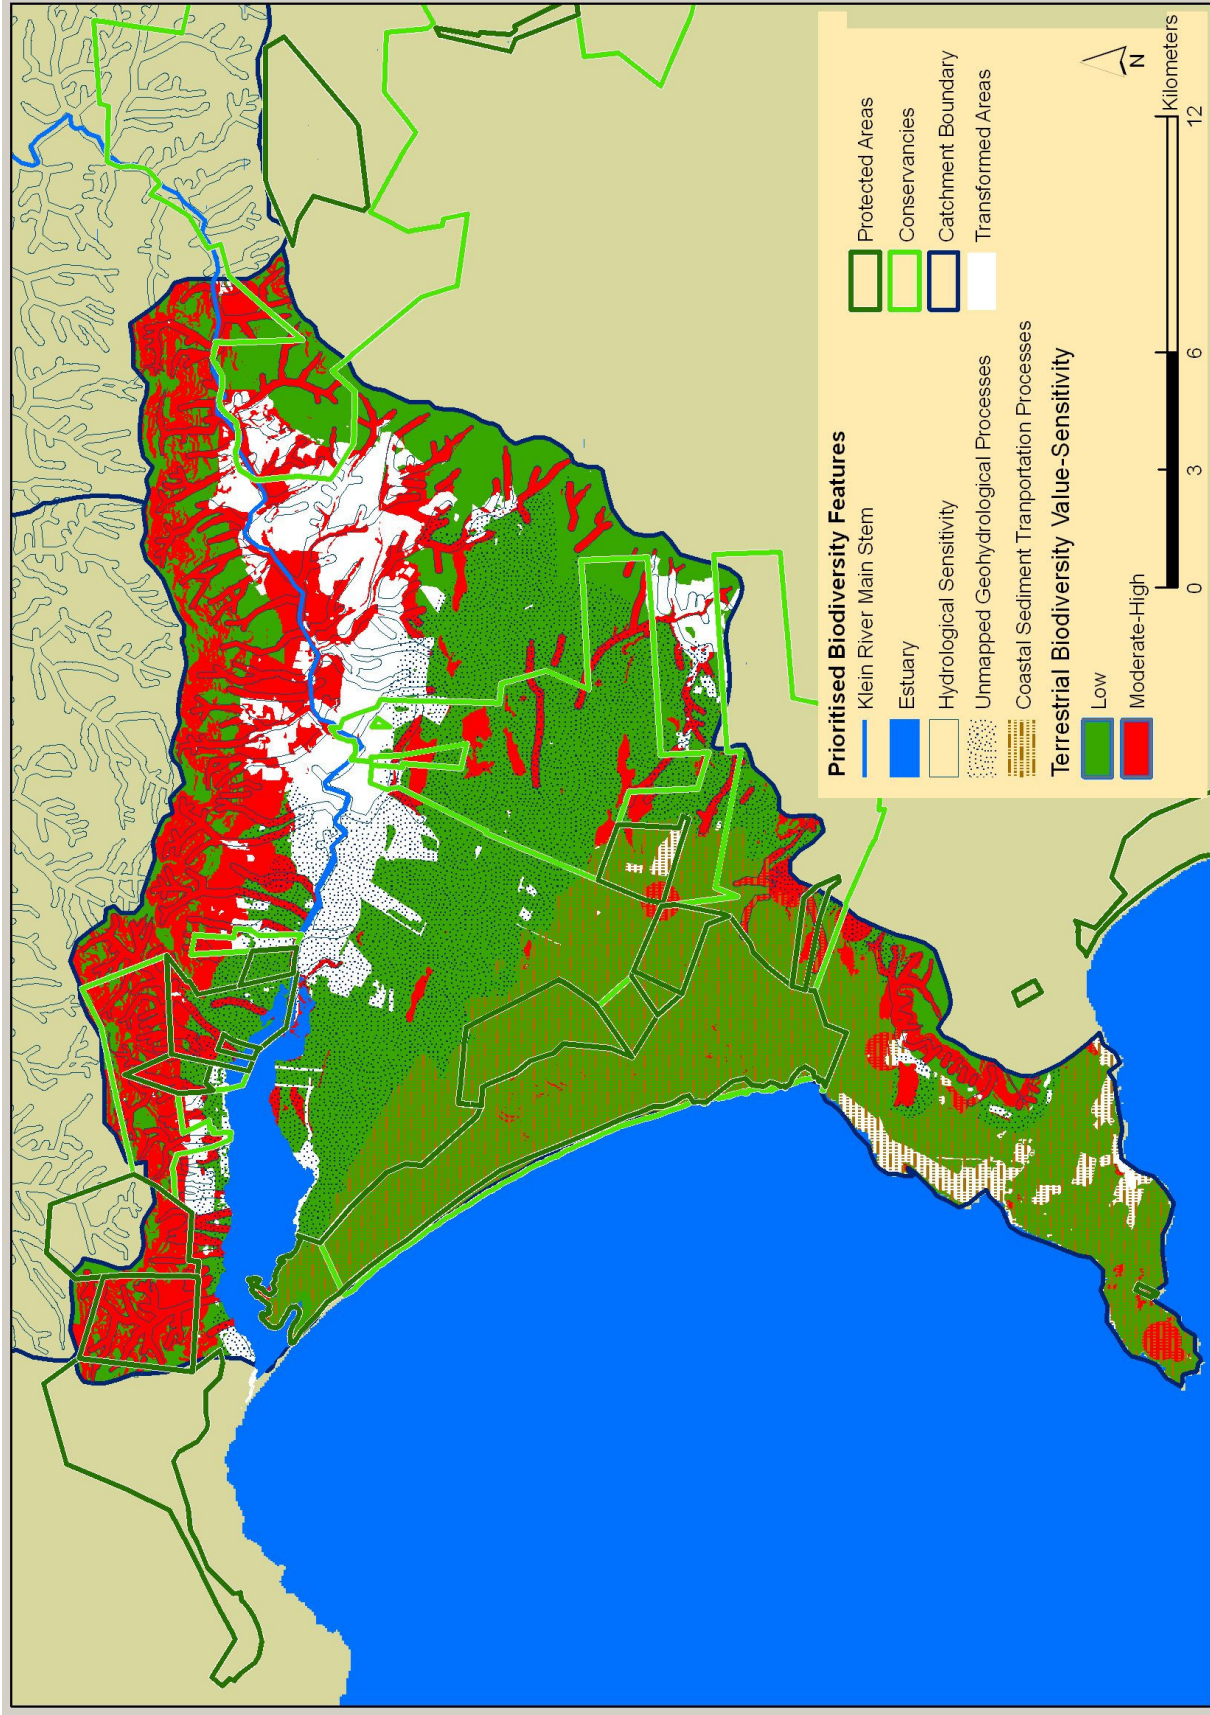 Prioritised Biodiversity Features
Klein River Main Stem
Estuary
Hydrological Sensitivity
Unmapped Geohydrological Processes
Coastal Sediment Tranportation Processes
Terrestrial Biodiversity Value-Sensitivity
Low
Moderate-High
Protected Areas
Conservancies
Catchment Boundary
Transformed Areas
N
0 3 6 12
Kilometers